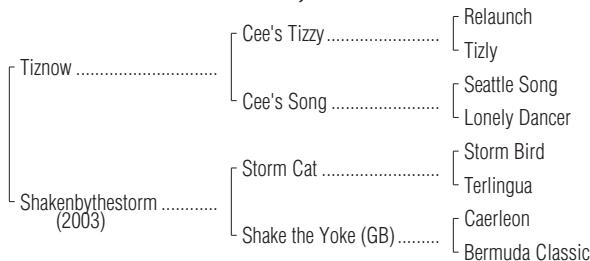 Relaunch
Cee's Tizzy
Tizly
Tiznow
Seattle Song
Cee's Song
Lonely Dancer
Storm Bird
Storm Cat
Terlingua
Shakenbythestorm
(2003)
Caerleon
Shake the Yoke (GB)
Bermuda Classic